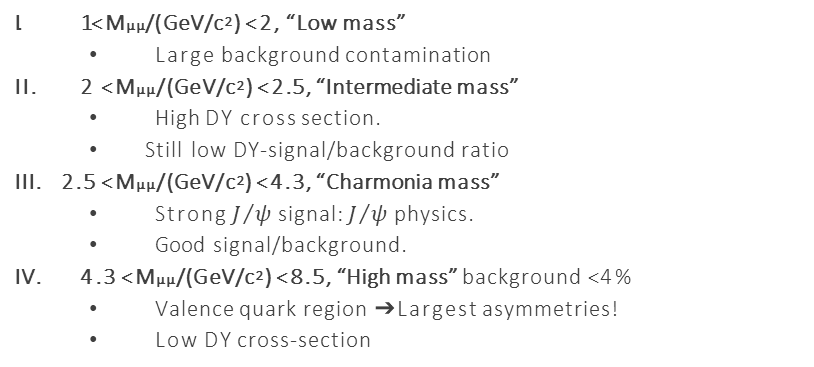 I. 1<Mμμ/(GeV/c²)<2, “Low mass”
• Large background contamination
II. 2 <Mμμ/(GeV/c²)<2.5, “Intermediate mass”
• High DY cross section.
• Still low DY-signal/background ratio
III. 2.5<Mμμ/(GeV/c²)<4.3, “Charmonia mass”
• Strong J/ψ signal: J/ψ physics.
• Good signal/background.
IV. 4.3<Mμμ/(GeV/c²)<8.5, “High mass” background <4%
• Valence quark region ➔Largest asymmetries!
• Low DY cross-section